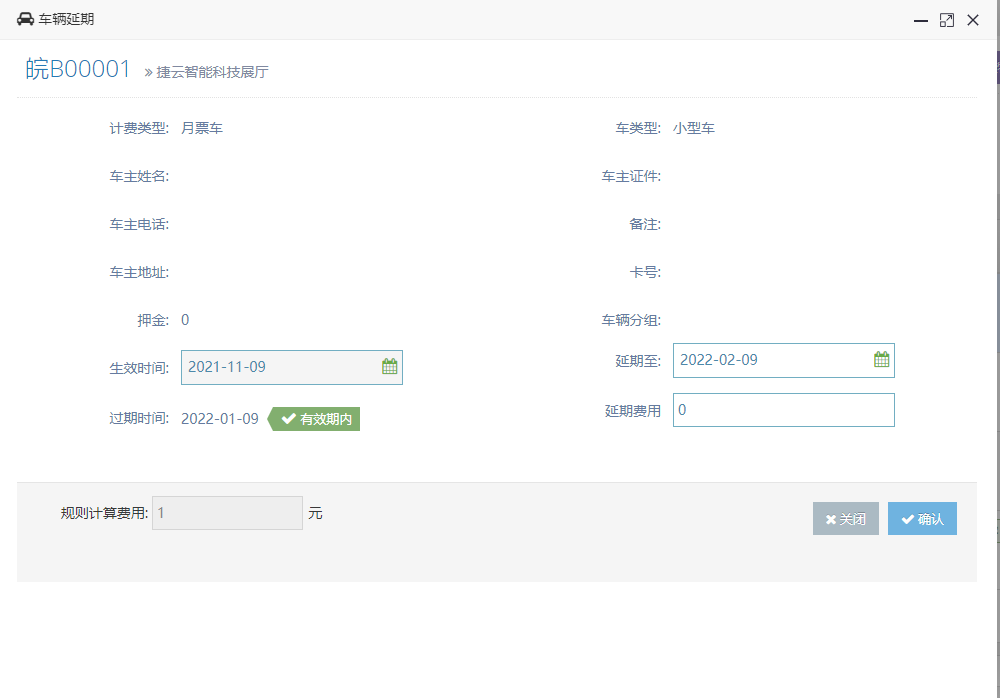 车辆延期
皖B00001 » 捷云智能科技展厅
计费类型: 月票车 车类型: 小型车
车主姓名: 车主证件:
车主电话: 备注:
车主地址: 卡号:
押金: 0 车辆分组:
生效时间: 2021-11-09 延期至: 2022-02-09
过期时间: 2022-01-09 有效期内 延期费用 0
规则计算费用: 1 元 关闭 确认